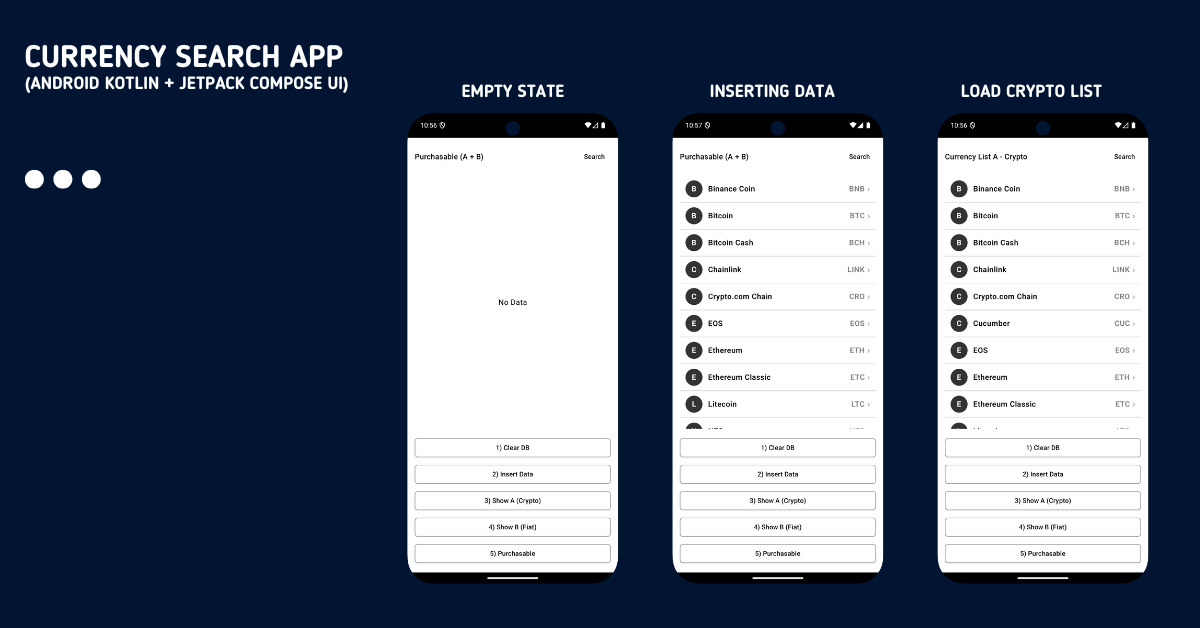 CURRENCY SEARCH APP
(ANDROID KOTLIN + JETPACK COMPOSE UI)
EMPTY STATE
10:56
Purchasable (A + B)
Search
No Data
1) Clear DB
2) Insert Data
3) Show A (Crypto)
4) Show B (Fiat)
5) Purchasable
INSERTING DATA
10:57
Purchasable (A + B)
Search
B Binance Coin BNB ›
B Bitcoin BTC ›
B Bitcoin Cash BCH ›
C Chainlink LINK ›
C Crypto.com Chain CRO ›
E EOS EOS ›
E Ethereum ETH ›
E Ethereum Classic ETC ›
L Litecoin LTC ›
1) Clear DB
2) Insert Data
3) Show A (Crypto)
4) Show B (Fiat)
5) Purchasable
LOAD CRYPTO LIST
10:56
Currency List A - Crypto
Search
B Binance Coin BNB ›
B Bitcoin BTC ›
B Bitcoin Cash BCH ›
C Chainlink LINK ›
C Crypto.com Chain CRO ›
C Cucumber CUC ›
E EOS EOS ›
E Ethereum ETH ›
E Ethereum Classic ETC ›
1) Clear DB
2) Insert Data
3) Show A (Crypto)
4) Show B (Fiat)
5) Purchasable